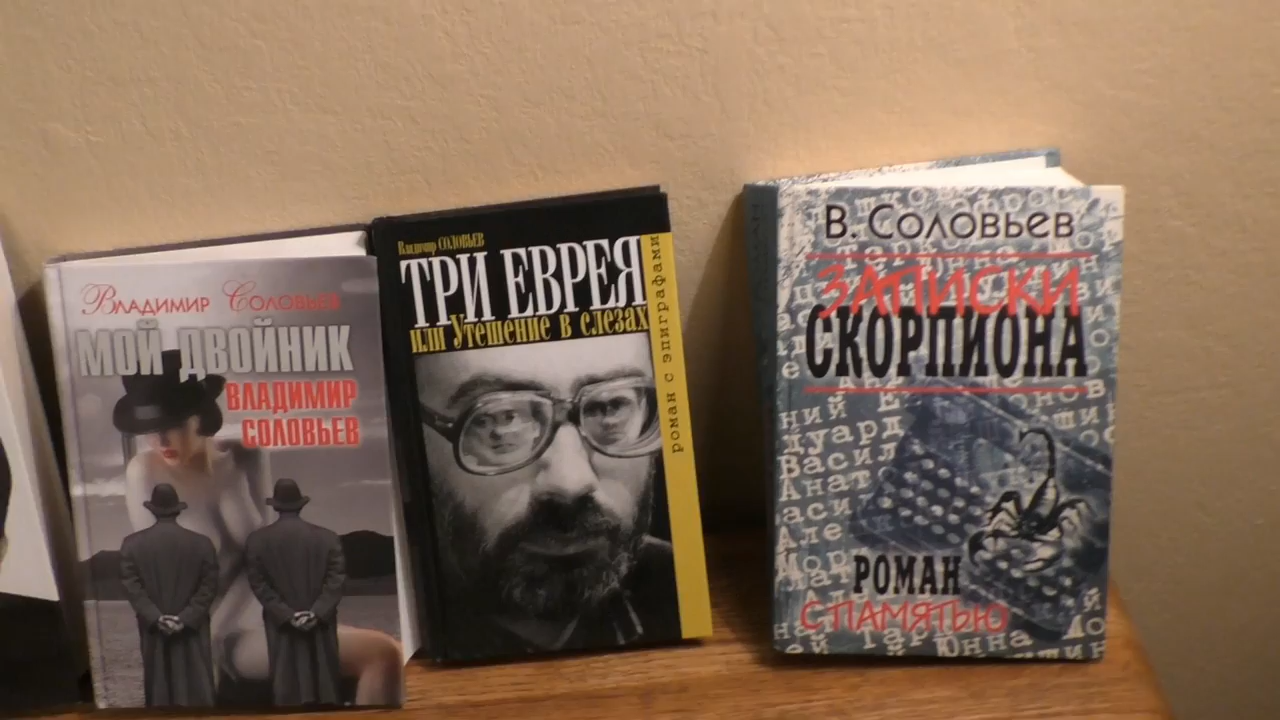 Владимир Соловьев
МОЙ ДВОЙНИК
ВЛАДИМИР
СОЛОВЬЕВ
Владимир СОЛОВЬЕВ
ТРИ ЕВРЕЯ
или Утешение в слезах
роман с эпиграфами
В. Соловьев
ЗАПИСКИ
СКОРПИОНА
РОМАН
С ПАМЯТЬЮ